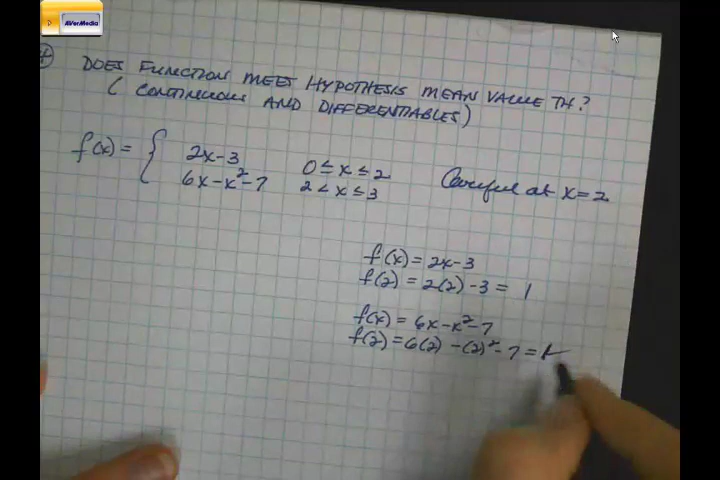 AVerMedia
DOES FUNCTION MEET HYPOTHESIS MEAN VALUE TH?
( CONTINUOUS AND DIFFERENTIABLES)
f(x) = {
2x-3 0 ≤ x ≤ 2
6x-x²-7 2 < x ≤ 3
Careful at x=2
f(x) = 2x-3
f(2) = 2(2)-3 = 1
f(x) = 6x-x²-7
f(2) = 6(2)-(2)²-7 = 1